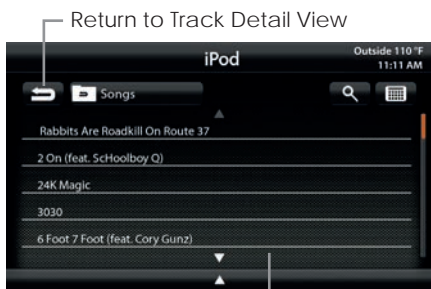 Return to Track Detail View
iPod
Outside 110 °F
11:11 AM
Songs
Rabbits Are Roadkill On Route 37
2 On (feat. ScHoolboy Q)
24K Magic
3030
6 Foot 7 Foot (feat. Cory Gunz)